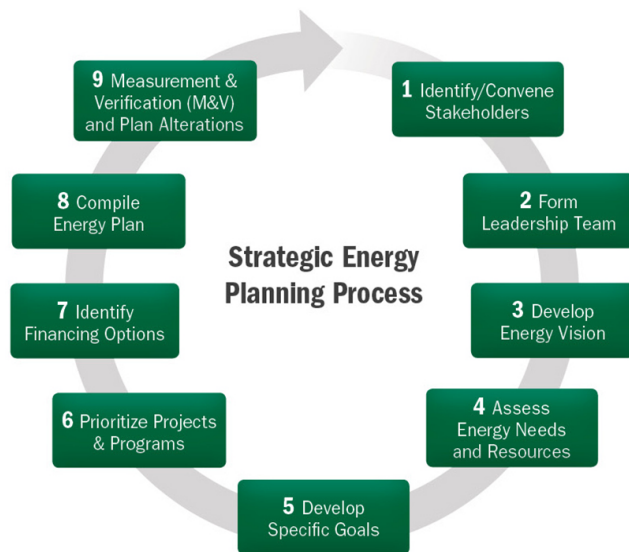 Strategic Energy
Planning Process
1 Identify/Convene
Stakeholders
2 Form
Leadership Team
3 Develop
Energy Vision
4 Assess
Energy Needs
and Resources
5 Develop
Specific Goals
6 Prioritize Projects
& Programs
7 Identify
Financing Options
8 Compile
Energy Plan
9 Measurement &
Verification (M&V)
and Plan Alterations